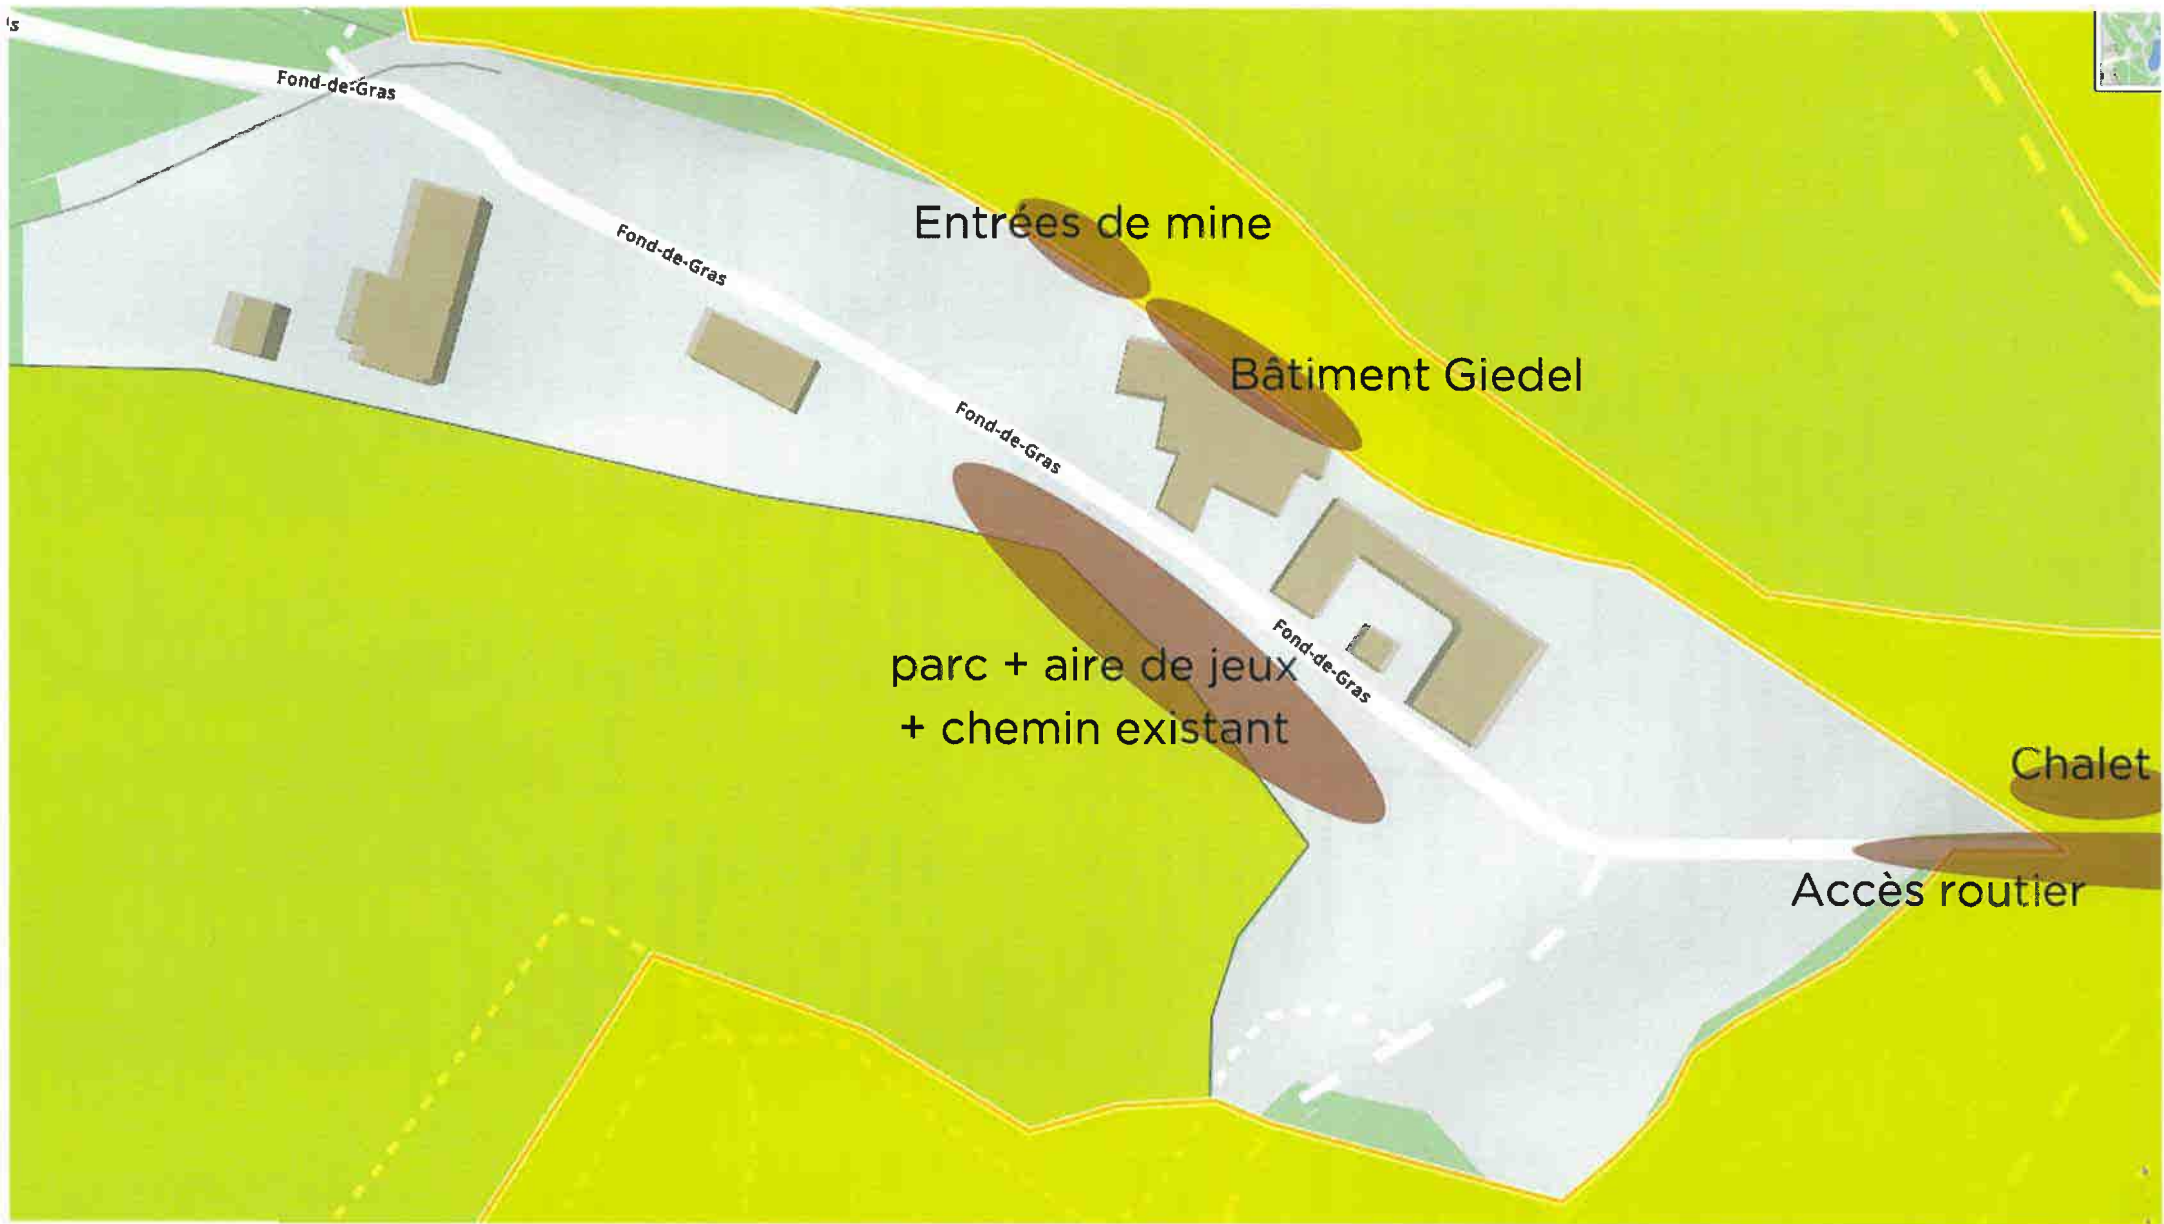 Fond-de-Gras
Fond-de-Gras
Entrées de mine
Bâtiment Giedel
Fond-de-Gras
Fond-de-Gras
parc + aire de jeux
+ chemin existant
Chalet
Accès routier